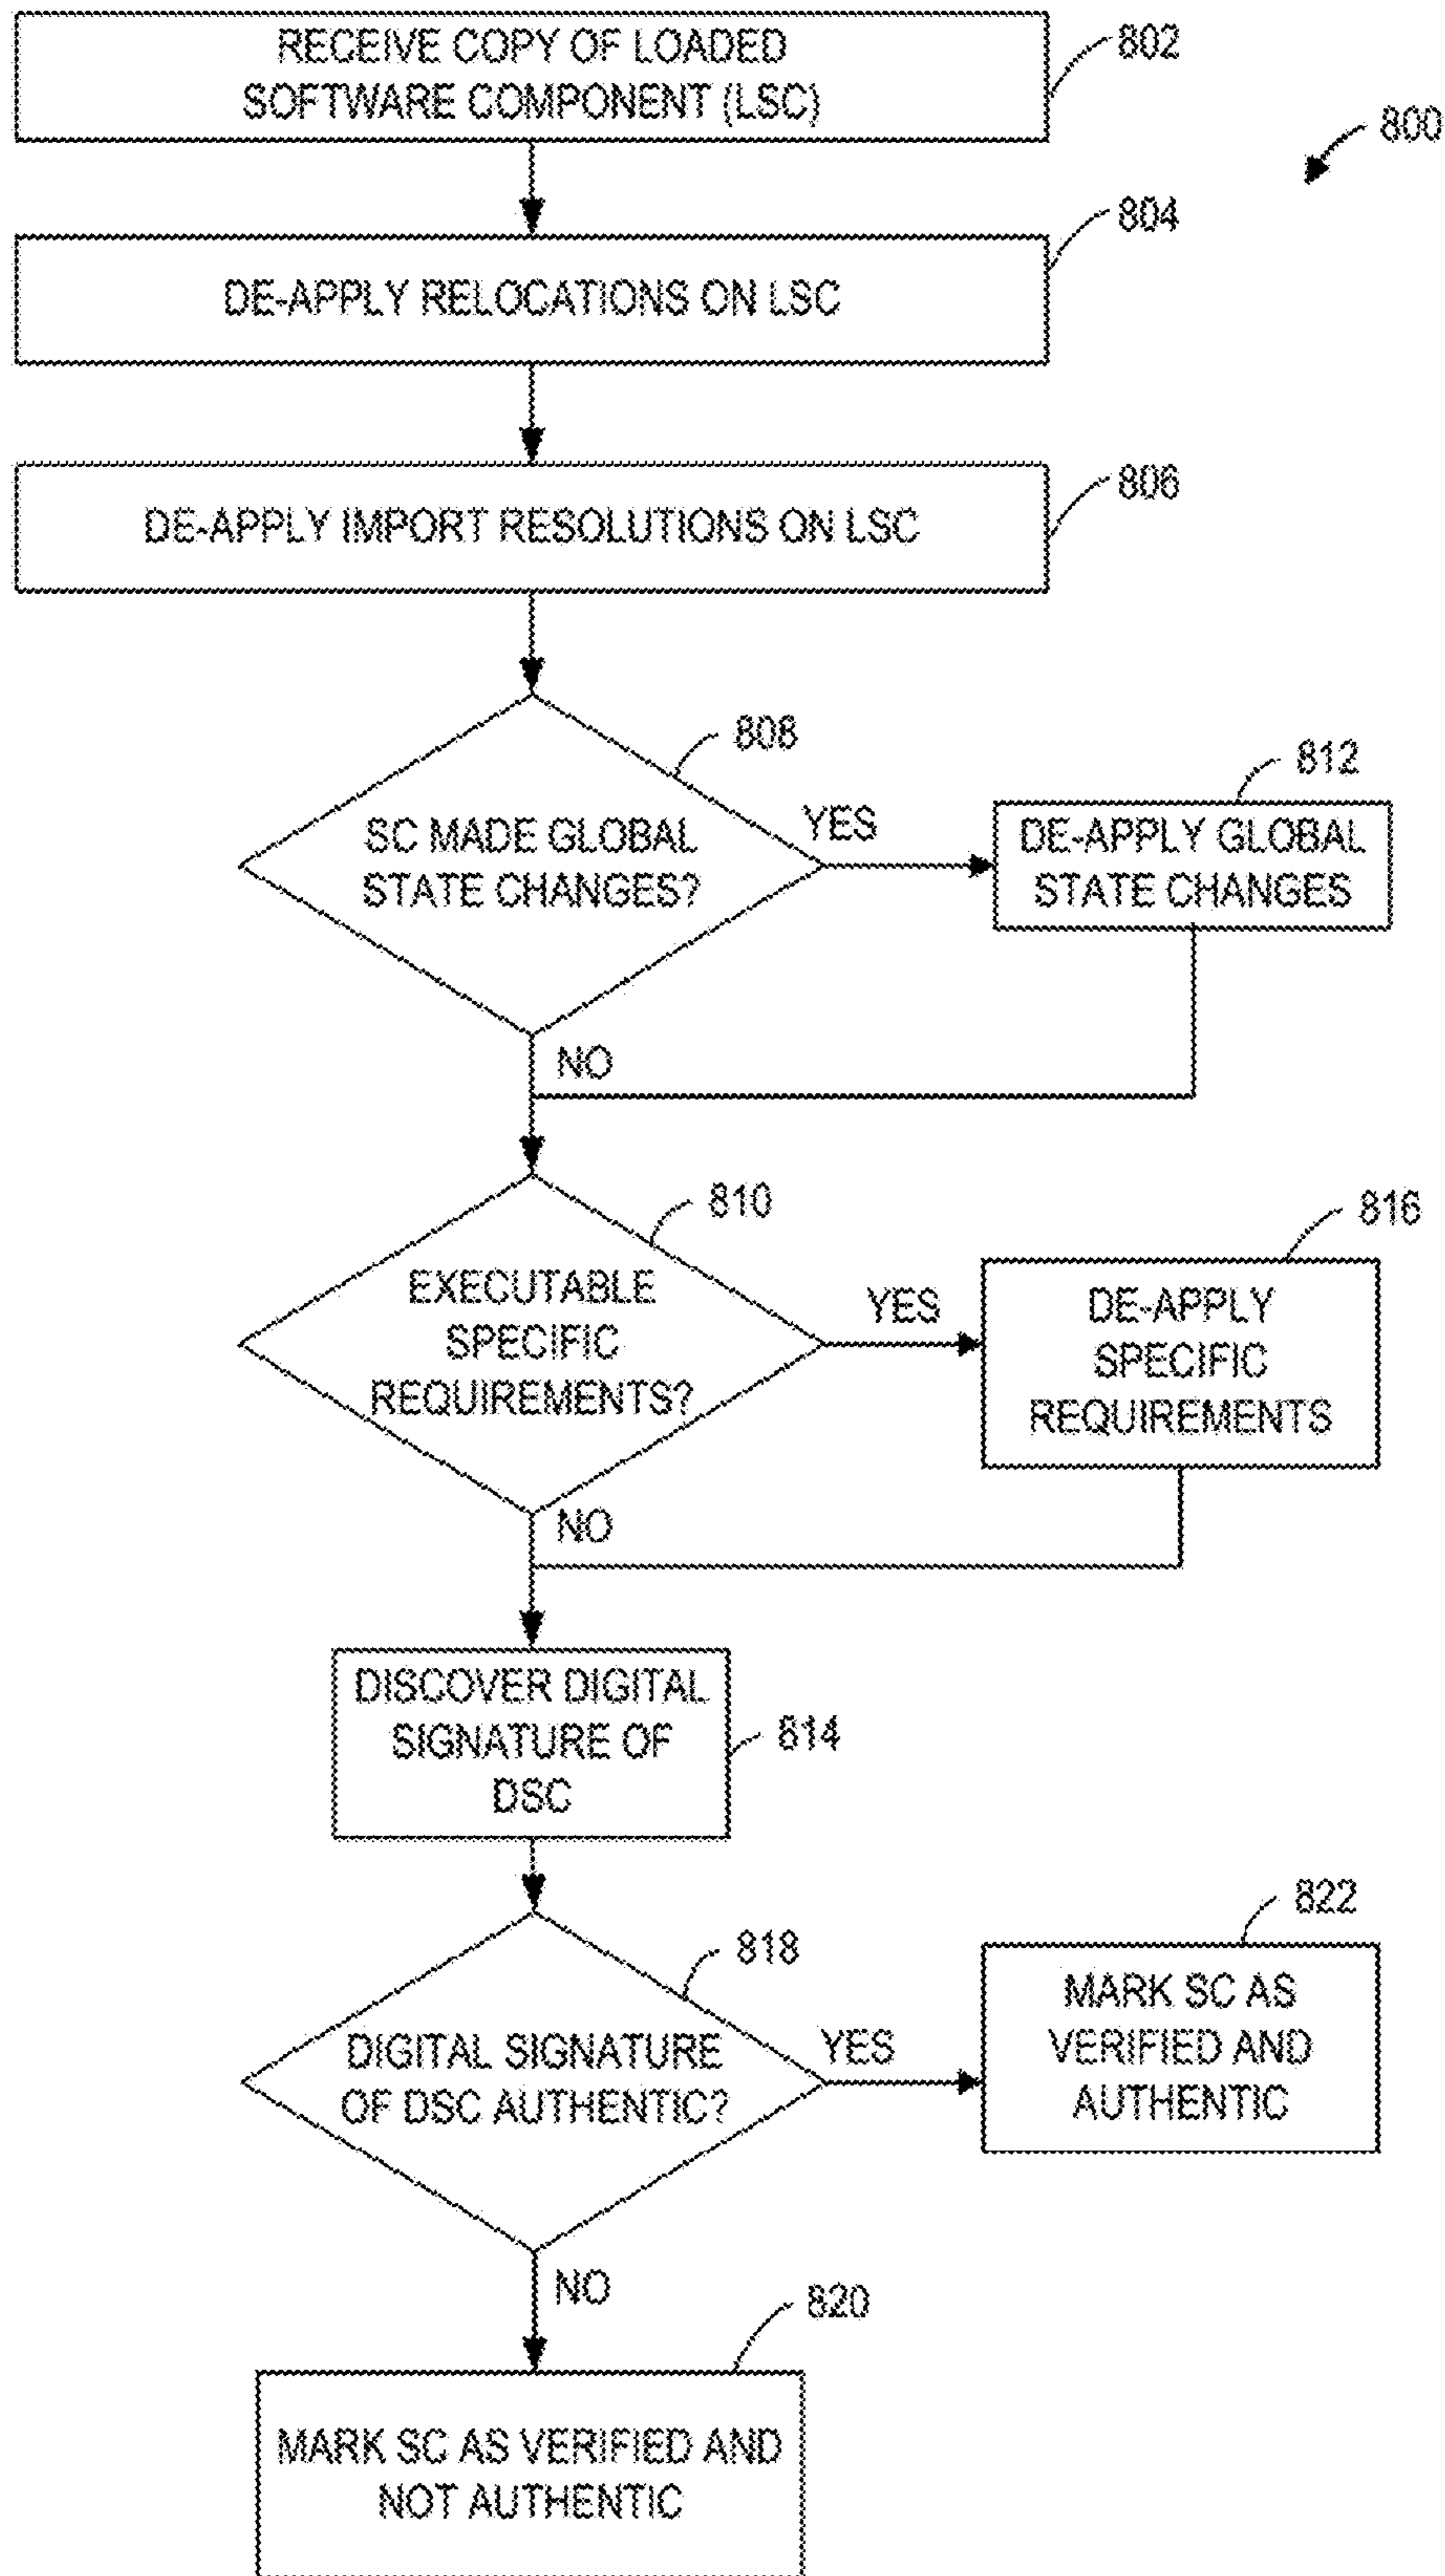 RECEIVE COPY OF LOADED
SOFTWARE COMPONENT (LSC)
802
800
804
DE-APPLY RELOCATIONS ON LSC
806
DE-APPLY IMPORT RESOLUTIONS ON LSC
808
812
SC MADE GLOBAL
STATE CHANGES?
YES
DE-APPLY GLOBAL
STATE CHANGES
NO
810
816
EXECUTABLE
SPECIFIC
REQUIREMENTS?
YES
DE-APPLY
SPECIFIC
REQUIREMENTS
NO
DISCOVER DIGITAL
SIGNATURE OF
DSC
814
818
822
DIGITAL SIGNATURE
OF DSC AUTHENTIC?
YES
MARK SC AS
VERIFIED AND
AUTHENTIC
NO
820
MARK SC AS VERIFIED AND
NOT AUTHENTIC